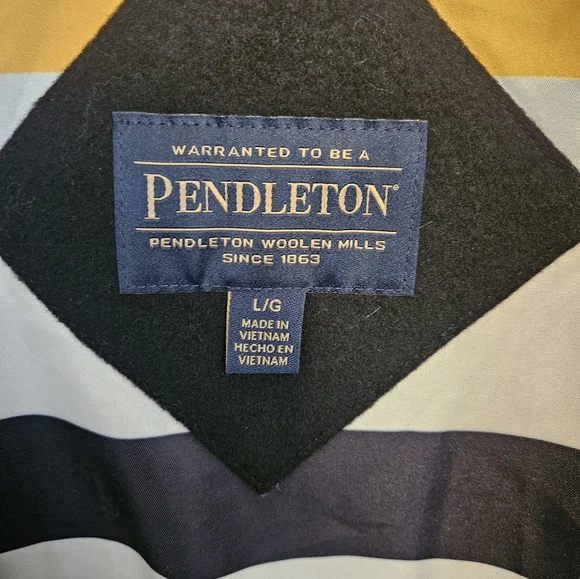 WARRANTED TO BE A
PENDLETON®
PENDLETON WOOLEN MILLS
SINCE 1863
L/G
MADE IN
VIETNAM
HECHO EN
VIETNAM